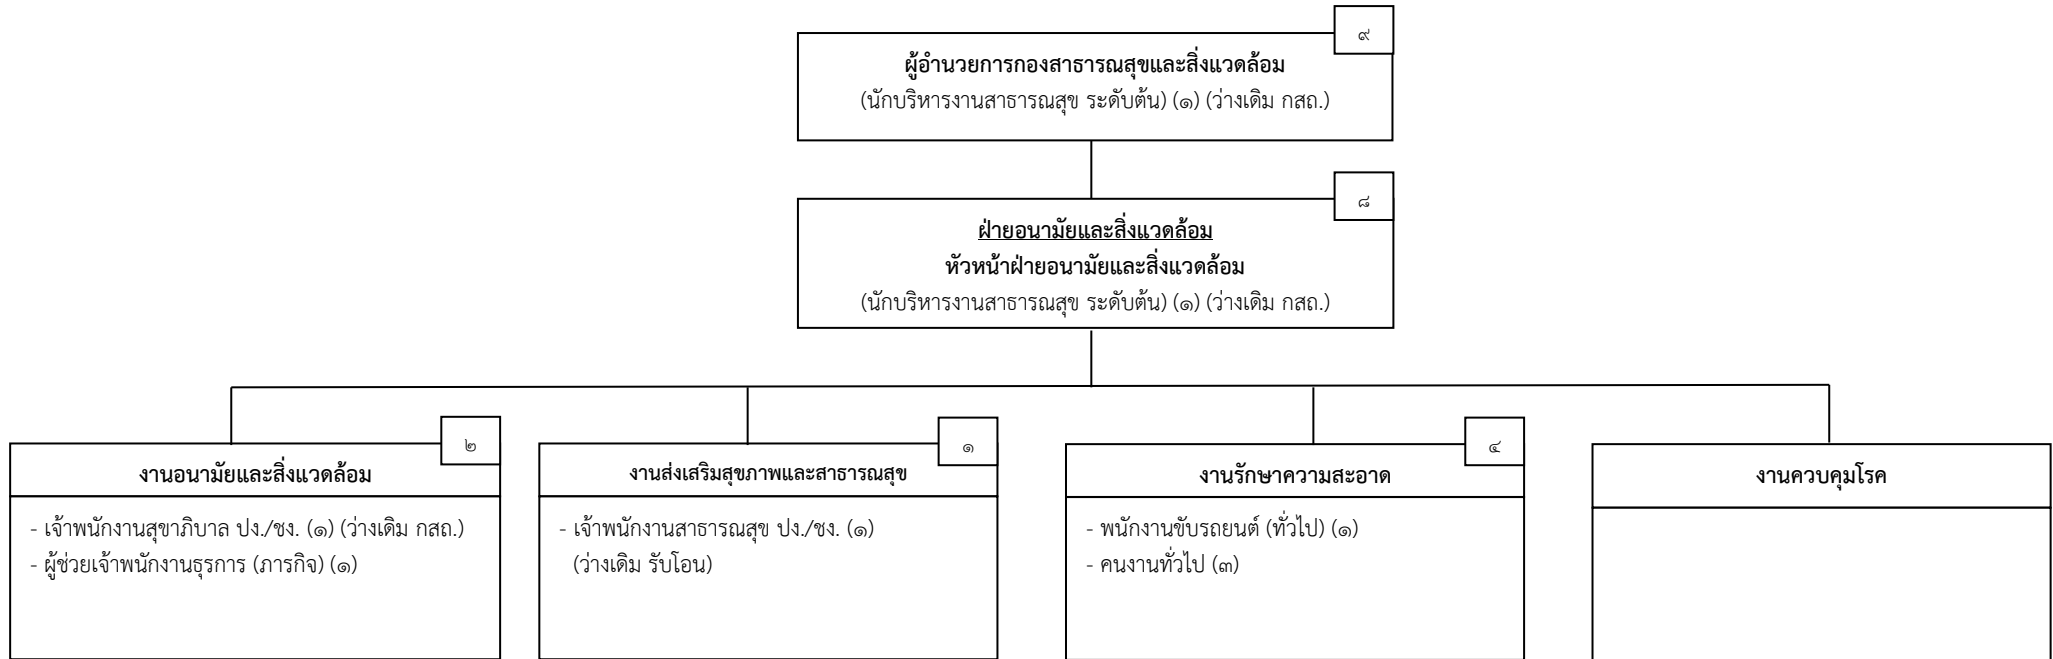 ๙
ผู้อำนวยการกองสาธารณสุขและสิ่งแวดล้อม
(นักบริหารงานสาธารณสุข ระดับต้น) (๑) (ว่างเดิม กสถ.)
๘
ฝ่ายอนามัยและสิ่งแวดล้อม
หัวหน้าฝ่ายอนามัยและสิ่งแวดล้อม
(นักบริหารงานสาธารณสุข ระดับต้น) (๑) (ว่างเดิม กสถ.)
๒
งานอนามัยและสิ่งแวดล้อม
- เจ้าพนักงานสุขาภิบาล ปง./ชง. (๑) (ว่างเดิม กสถ.)
- ผู้ช่วยเจ้าพนักงานธุรการ (ภารกิจ) (๑)
๑
งานส่งเสริมสุขภาพและสาธารณสุข
- เจ้าพนักงานสาธารณสุข ปง./ชง. (๑)
(ว่างเดิม รับโอน)
๔
งานรักษาความสะอาด
- พนักงานขับรถยนต์ (ทั่วไป) (๑)
- คนงานทั่วไป (๓)
งานควบคุมโรค